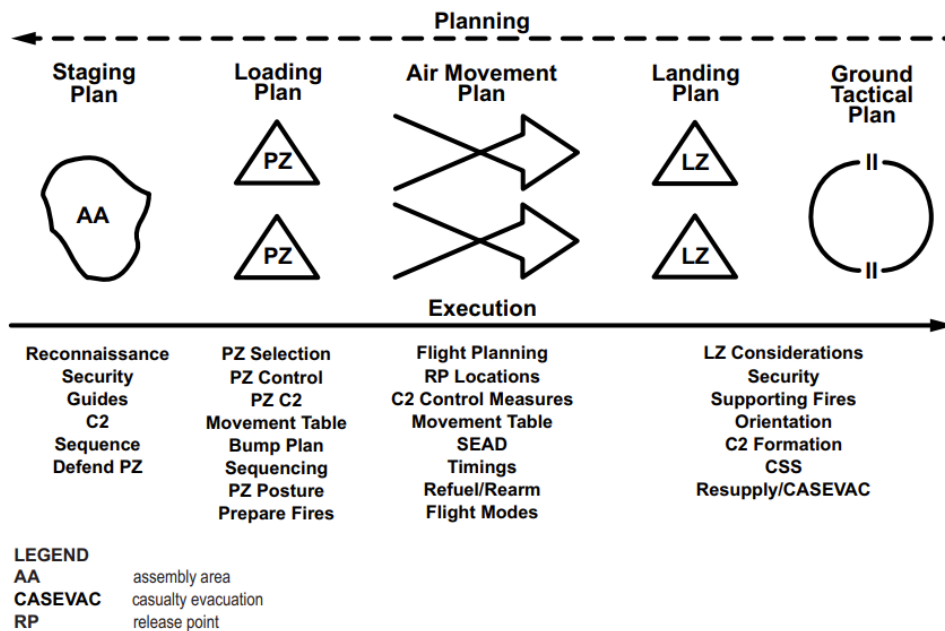 Planning
Staging Plan
Loading Plan
Air Movement Plan
Landing Plan
Ground Tactical Plan
AA
PZ
PZ
LZ
LZ
II
II
Execution
Reconnaissance
Security
Guides
C2
Sequence
Defend PZ
PZ Selection
PZ Control
PZ C2
Movement Table
Bump Plan
Sequencing
PZ Posture
Prepare Fires
Flight Planning
RP Locations
C2 Control Measures
Movement Table
SEAD
Timings
Refuel/Rearm
Flight Modes
LZ Considerations
Security
Supporting Fires
Orientation
C2 Formation
CSS
Resupply/CASEVAC
LEGEND
AA assembly area
CASEVAC casualty evacuation
RP release point